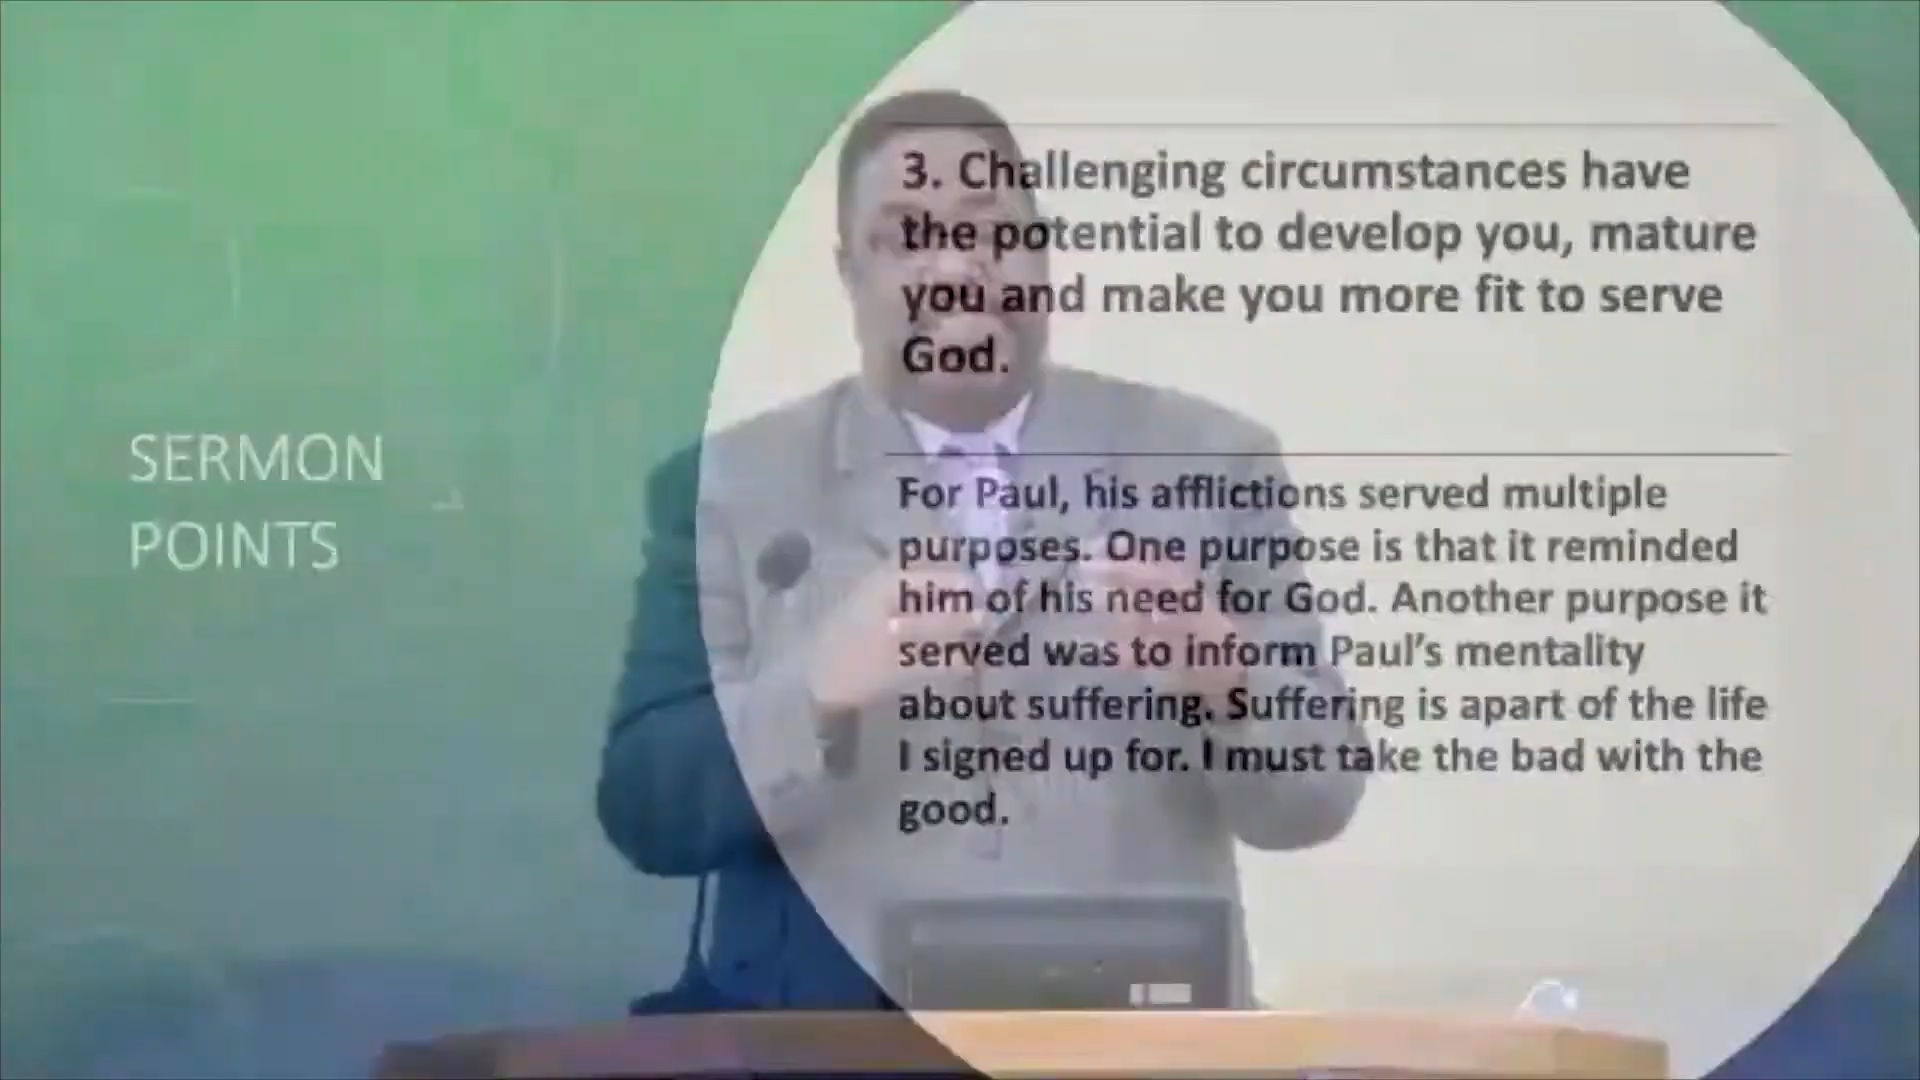 SERMON
POINTS
3. Challenging circumstances have
the potential to develop you, mature
you and make you more fit to serve
God.
For Paul, his afflictions served multiple
purposes. One purpose is that it reminded
him of his need for God. Another purpose it
served was to inform Paul's mentality
about suffering. Suffering is apart of the life
I signed up for. I must take the bad with the
good.